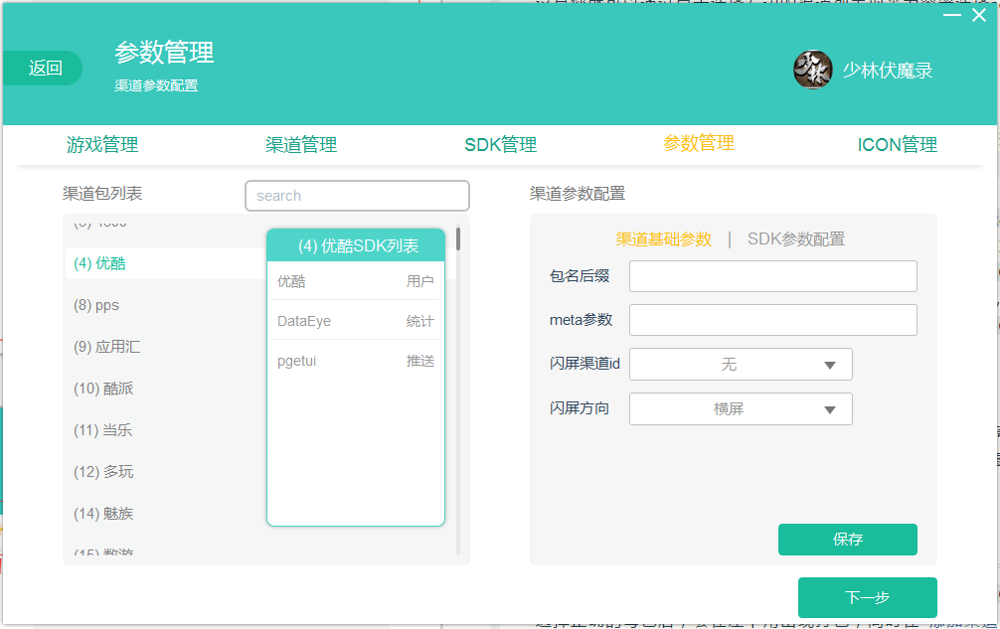 参数管理
返回
渠道参数配置
少林伏魔录
游戏管理
渠道管理
SDK管理
参数管理
ICON管理
渠道包列表
search
(4) 优酷
(8) pps
(9) 应用汇
(10) 酷派
(11) 当乐
(12) 多玩
(14) 魅族
(15) 数游
(4) 优酷SDK列表
优酷 用户
DataEye 统计
pgetui 推送
渠道参数配置
渠道基础参数 | SDK参数配置
包名后缀
meta参数
闪屏渠道id 无
闪屏方向 横屏
保存
下一步